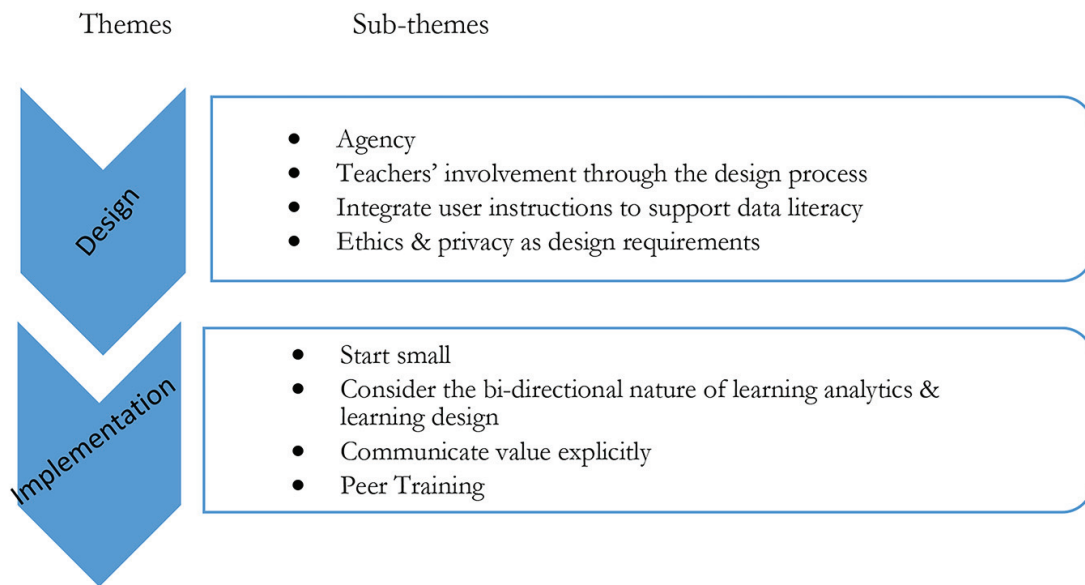 Themes Sub-themes
Design
● Agency
● Teachers’ involvement through the design process
● Integrate user instructions to support data literacy
● Ethics & privacy as design requirements
Implementation
● Start small
● Consider the bi-directional nature of learning analytics &
learning design
● Communicate value explicitly
● Peer Training